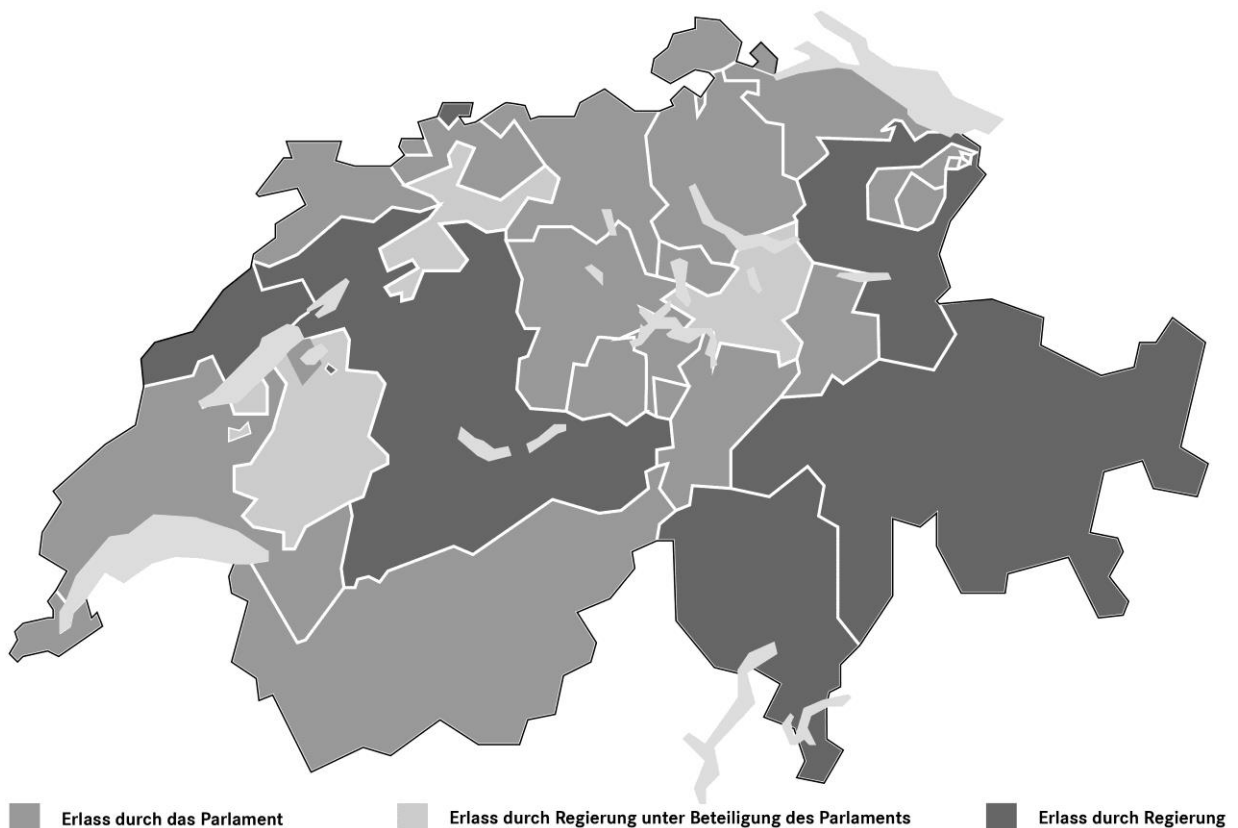 Erlass durch das Parlament
Erlass durch Regierung unter Beteiligung des Parlaments
Erlass durch Regierung